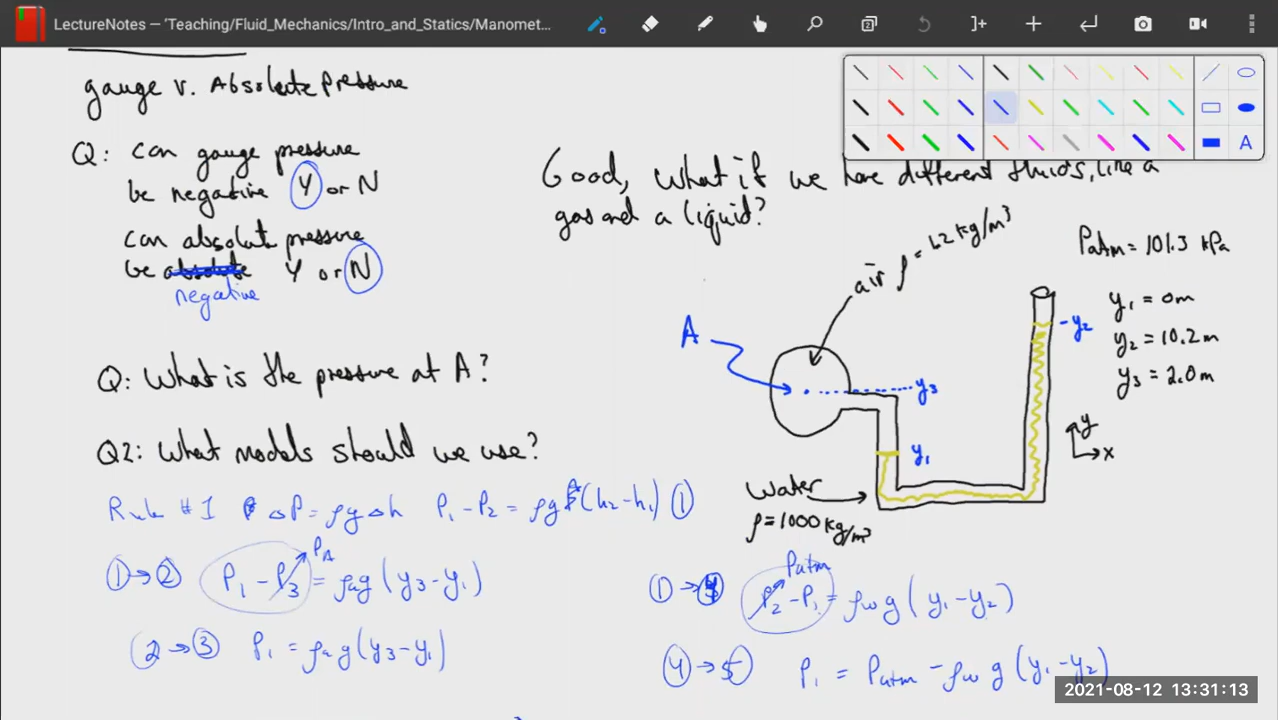 LectureNotes — 'Teaching/Fluid_Mechanics/Intro_and_Statics/Manomet...
A
gauge v. Absolute Pressure
Q: Can gauge pressure
be negative Y or N
can absolute pressure
be absolute Y or N
negative
Good, what if we have different fluids, like a
gas and a liquid?
air ρ = 1.2 kg/m³
Patm = 101.3 kPa
y₁ = 0m
y₂ = 10.2m
y₃ = 2.0m
A
-y₂
y₃
y₁
y
x
Water
ρ=1000 kg/m³
Q: What is the pressure at A?
Q2: What models should we use?
Rule #1 ΔP = ρgΔh P₁-P₂ = ρg(h₂-h₁) ①
①→② P₁-P₃ = ρag(y₃-y₁)
PA
②→③ P₁ = ρag(y₃-y₁)
①→④ P₂-P₁ = ρwg(y₁-y₂)
Patm
④→⑤ P₁ = Patm - ρwg(y₁-y₂)
2021-08-12 13:31:13